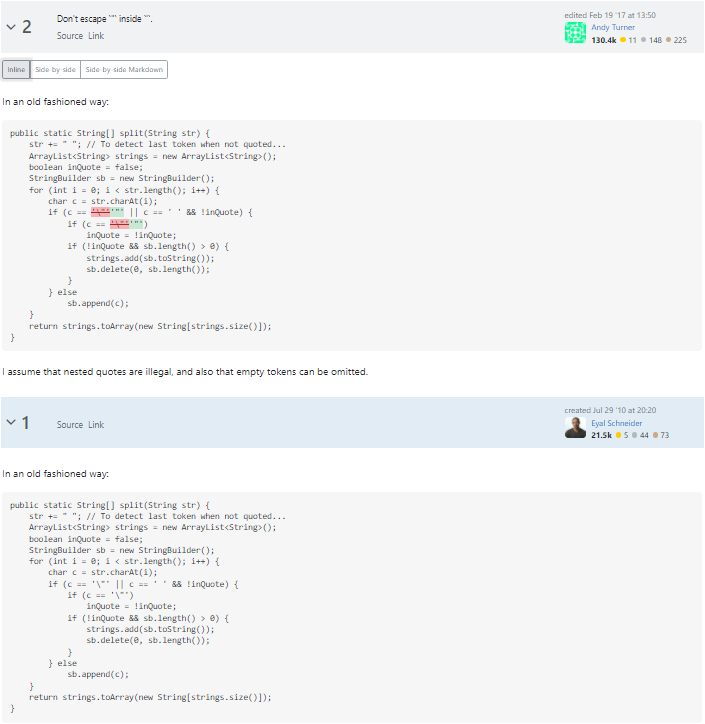 2
Don't escape `"` inside `'`.
edited Feb 19 '17 at 13:50
Source Link
Andy Turner
130.4k 11 148 225
Inline Side by side Side by side Markdown
In an old fashioned way:
public static String[] split(String str) {
    str += " "; // To detect last token when not quoted...
    ArrayList<String> strings = new ArrayList<String>();
    boolean inQuote = false;
    StringBuilder sb = new StringBuilder();
    for (int i = 0; i < str.length(); i++) {
        char c = str.charAt(i);
        if (c == '\"''"' || c == ' ' && !inQuote) {
            if (c == '\"''"')
                inQuote = !inQuote;
            if (!inQuote && sb.length() > 0) {
                strings.add(sb.toString());
                sb.delete(0, sb.length());
            }
        } else
            sb.append(c);
    }
    return strings.toArray(new String[strings.size()]);
}
I assume that nested quotes are illegal, and also that empty tokens can be omitted.
1
Source Link
created Jul 29 '10 at 20:20
Eyal Schneider
21.5k 5 44 73
In an old fashioned way:
public static String[] split(String str) {
    str += " "; // To detect last token when not quoted...
    ArrayList<String> strings = new ArrayList<String>();
    boolean inQuote = false;
    StringBuilder sb = new StringBuilder();
    for (int i = 0; i < str.length(); i++) {
        char c = str.charAt(i);
        if (c == '\"' || c == ' ' && !inQuote) {
            if (c == '\"')
                inQuote = !inQuote;
            if (!inQuote && sb.length() > 0) {
                strings.add(sb.toString());
                sb.delete(0, sb.length());
            }
        } else
            sb.append(c);
    }
    return strings.toArray(new String[strings.size()]);
}